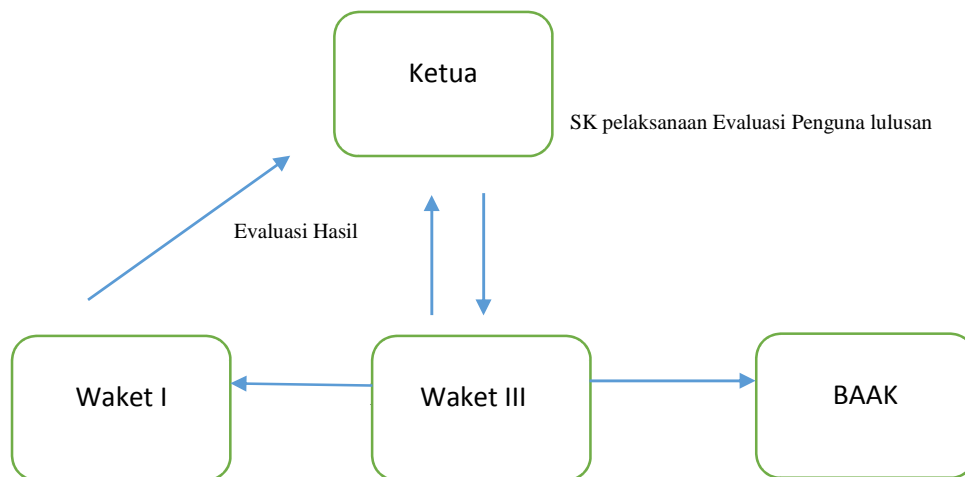 Ketua
SK pelaksanaan Evaluasi Penguna lulusan
Evaluasi Hasil
Waket I
Waket III
BAAK